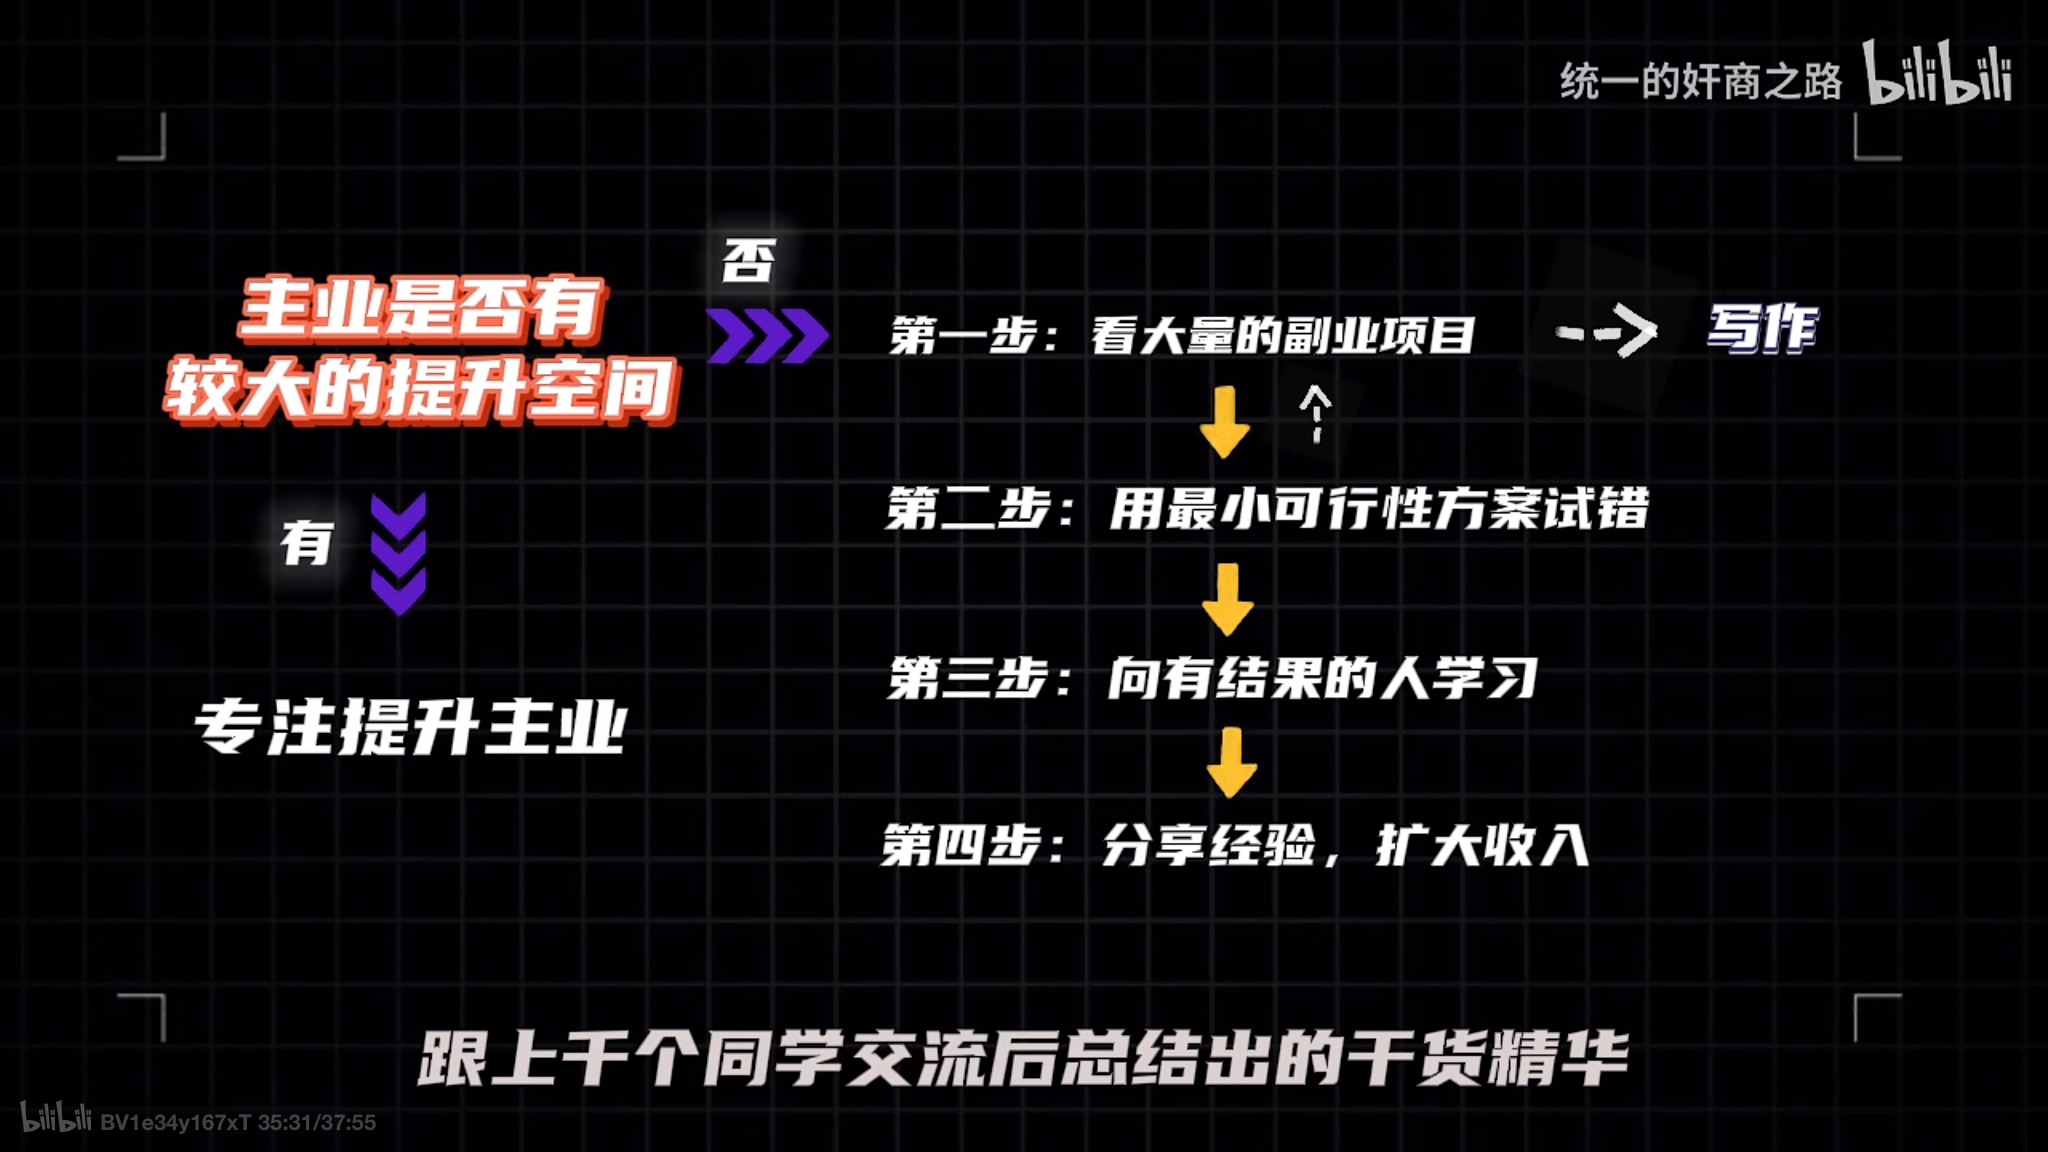 统一的奸商之路 bilibili
否
主业是否有
较大的提升空间
第一步：看大量的副业项目
写作
第二步：用最小可行性方案试错
有
第三步：向有结果的人学习
专注提升主业
第四步：分享经验，扩大收入
跟上千个同学交流后总结出的干货精华
bilibili BV1e34y167xT 35:31/37:55